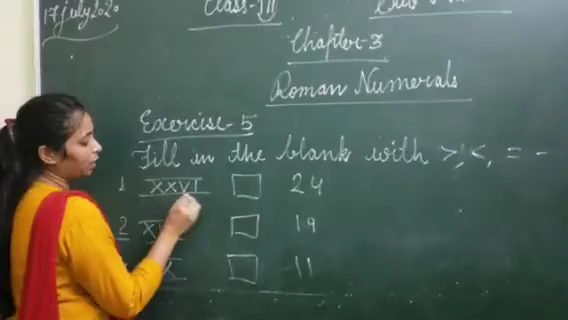 17 july 2020
Class-III
Chapter-3
Roman Numerals
Exercise-5
Fill in the blank with >, <, = -
1 XXVI 24
2 19
X 11